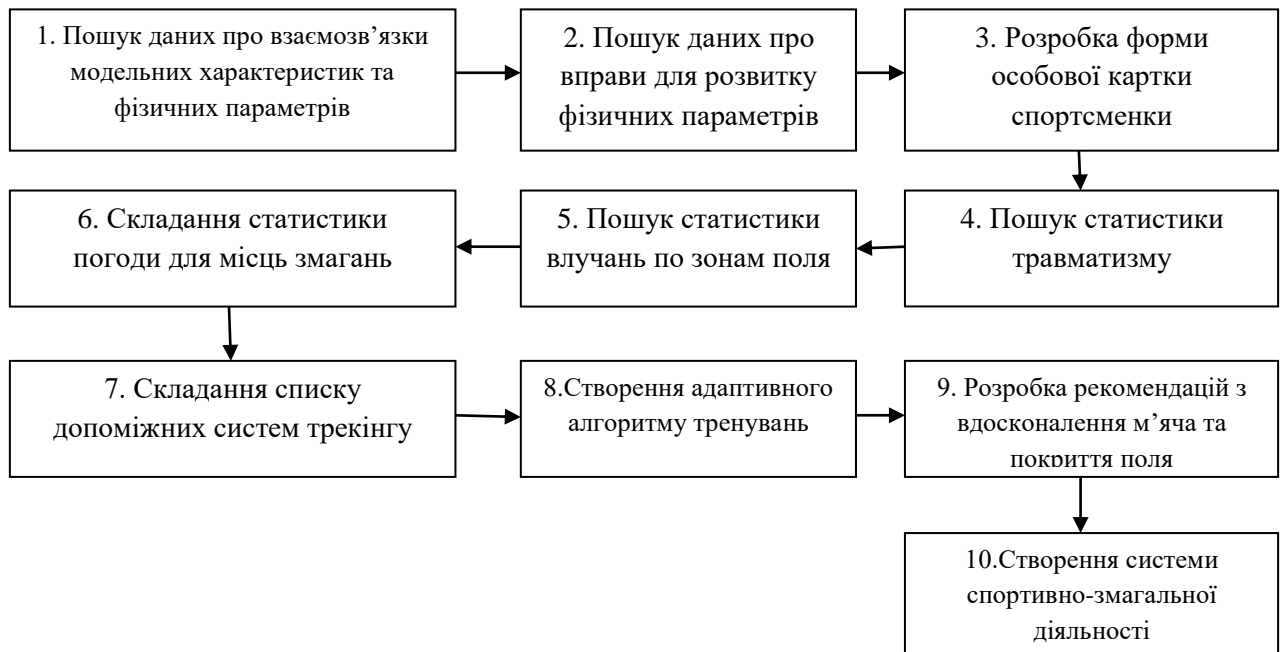 1. Пошук даних про взаємозв’язки
модельних характеристик та
фізичних параметрів
2. Пошук даних про
вправи для розвитку
фізичних параметрів
3. Розробка форми
особової картки
спортсменки
4. Пошук статистики
травматизму
5. Пошук статистики
влучань по зонам поля
6. Складання статистики
погоди для місць змагань
7. Складання списку
допоміжних систем трекінгу
8.Створення адаптивного
алгоритму тренувань
9. Розробка рекомендацій з
вдосконалення м’яча та
покриття поля
10.Створення системи
спортивно-змагальної
діяльності